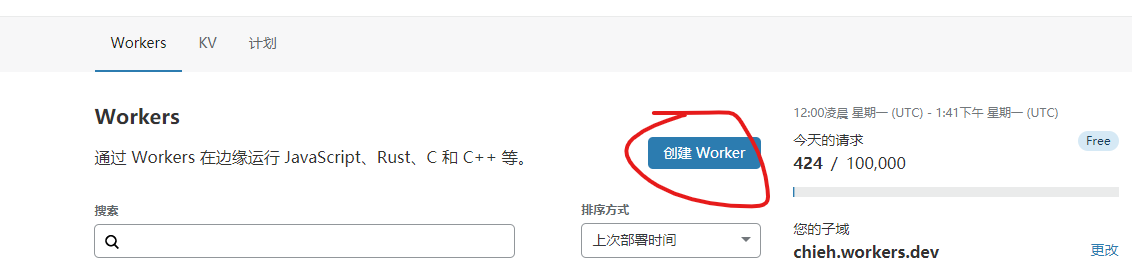 Workers KV 计划
Workers
通过 Workers 在边缘运行 JavaScript、Rust、C 和 C++ 等。
创建 Worker
搜索
排序方式
上次部署时间
12:00凌晨 星期一 (UTC) - 1:41下午 星期一 (UTC)
今天的请求
Free
424 / 100,000
您的子域
chieh.workers.dev
更改